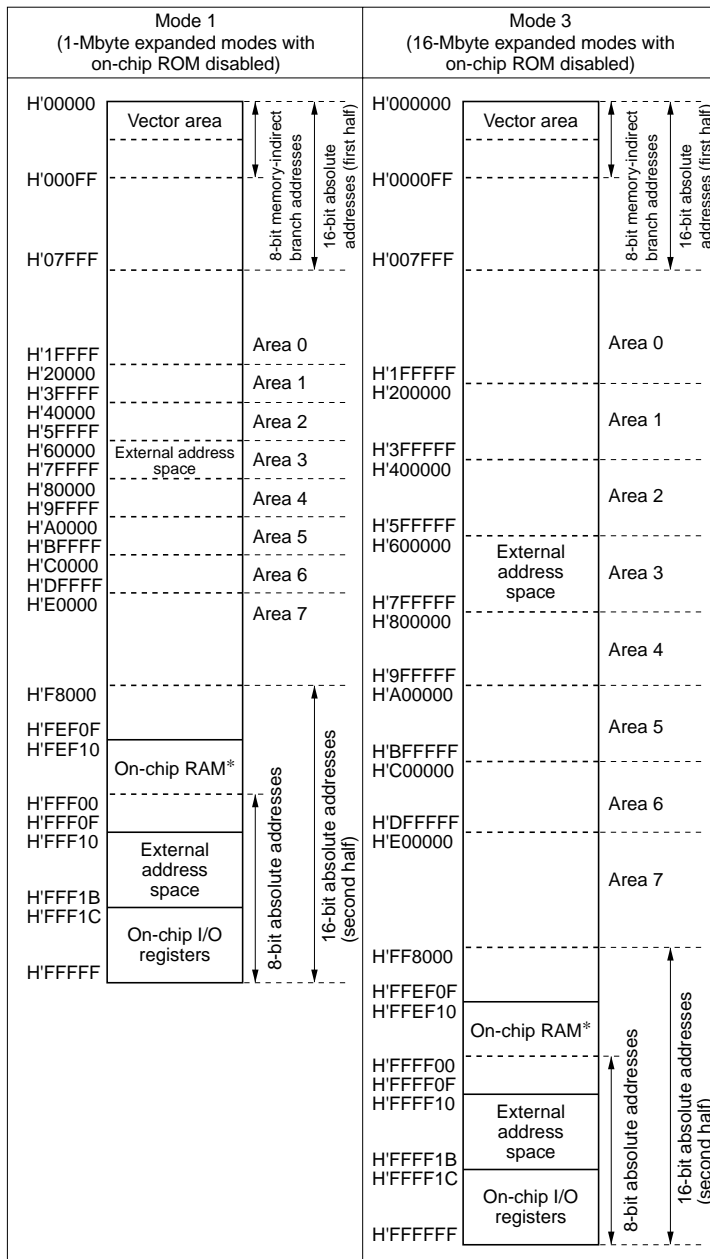 Mode 1
(1-Mbyte expanded modes with
on-chip ROM disabled)
H'00000
Vector area
H'000FF
H'07FFF
8-bit memory-indirect
branch addresses
16-bit absolute
addresses (first half)
H'1FFFF
Area 0
H'20000
Area 1
H'3FFFF
H'40000
Area 2
H'5FFFF
H'60000
External address
space
Area 3
H'7FFFF
H'80000
Area 4
H'9FFFF
H'A0000
Area 5
H'BFFFF
H'C0000
Area 6
H'DFFFF
H'E0000
Area 7
H'F8000
H'FEF0F
H'FEF10
On-chip RAM*
H'FFF00
H'FFF0F
H'FFF10
External
address
space
H'FFF1B
H'FFF1C
On-chip I/O
registers
H'FFFFF
8-bit absolute addresses
16-bit absolute addresses
(second half)
Mode 3
(16-Mbyte expanded modes with
on-chip ROM disabled)
H'000000
Vector area
H'0000FF
H'007FFF
8-bit memory-indirect
branch addresses
16-bit absolute
addresses (first half)
Area 0
H'1FFFFF
H'200000
Area 1
H'3FFFFF
H'400000
Area 2
H'5FFFFF
H'600000
External
address
space
Area 3
H'7FFFFF
H'800000
Area 4
H'9FFFFF
H'A00000
Area 5
H'BFFFFF
H'C00000
Area 6
H'DFFFFF
H'E00000
Area 7
H'FF8000
H'FFEF0F
H'FFEF10
On-chip RAM*
H'FFFF00
H'FFFF0F
H'FFFF10
External
address
space
H'FFFF1B
H'FFFF1C
On-chip I/O
registers
H'FFFFFF
8-bit absolute addresses
16-bit absolute addresses
(second half)